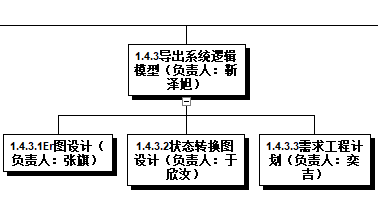 1.4.3导出系统逻辑
模型（负责人：靳
泽旭）
1.4.3.1Er图设计（
负责人：张旗）
1.4.3.2状态转换图
设计（负责人：于
欣汝）
1.4.3.3需求工程计
划（负责人：奕
吉）